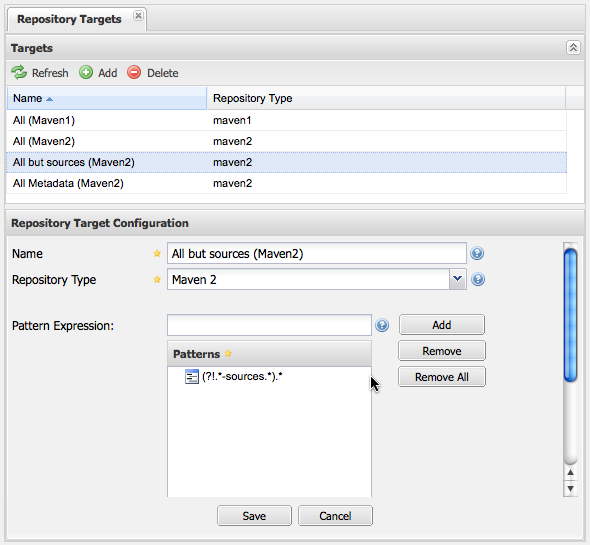 Repository Targets
Targets
Refresh Add Delete
Name Repository Type
All (Maven1) maven1
All (Maven2) maven2
All but sources (Maven2) maven2
All Metadata (Maven2) maven2
Repository Target Configuration
Name All but sources (Maven2)
Repository Type Maven 2
Pattern Expression: Add
Remove
Patterns
Remove All
(?!.*-sources.*).*
Save Cancel